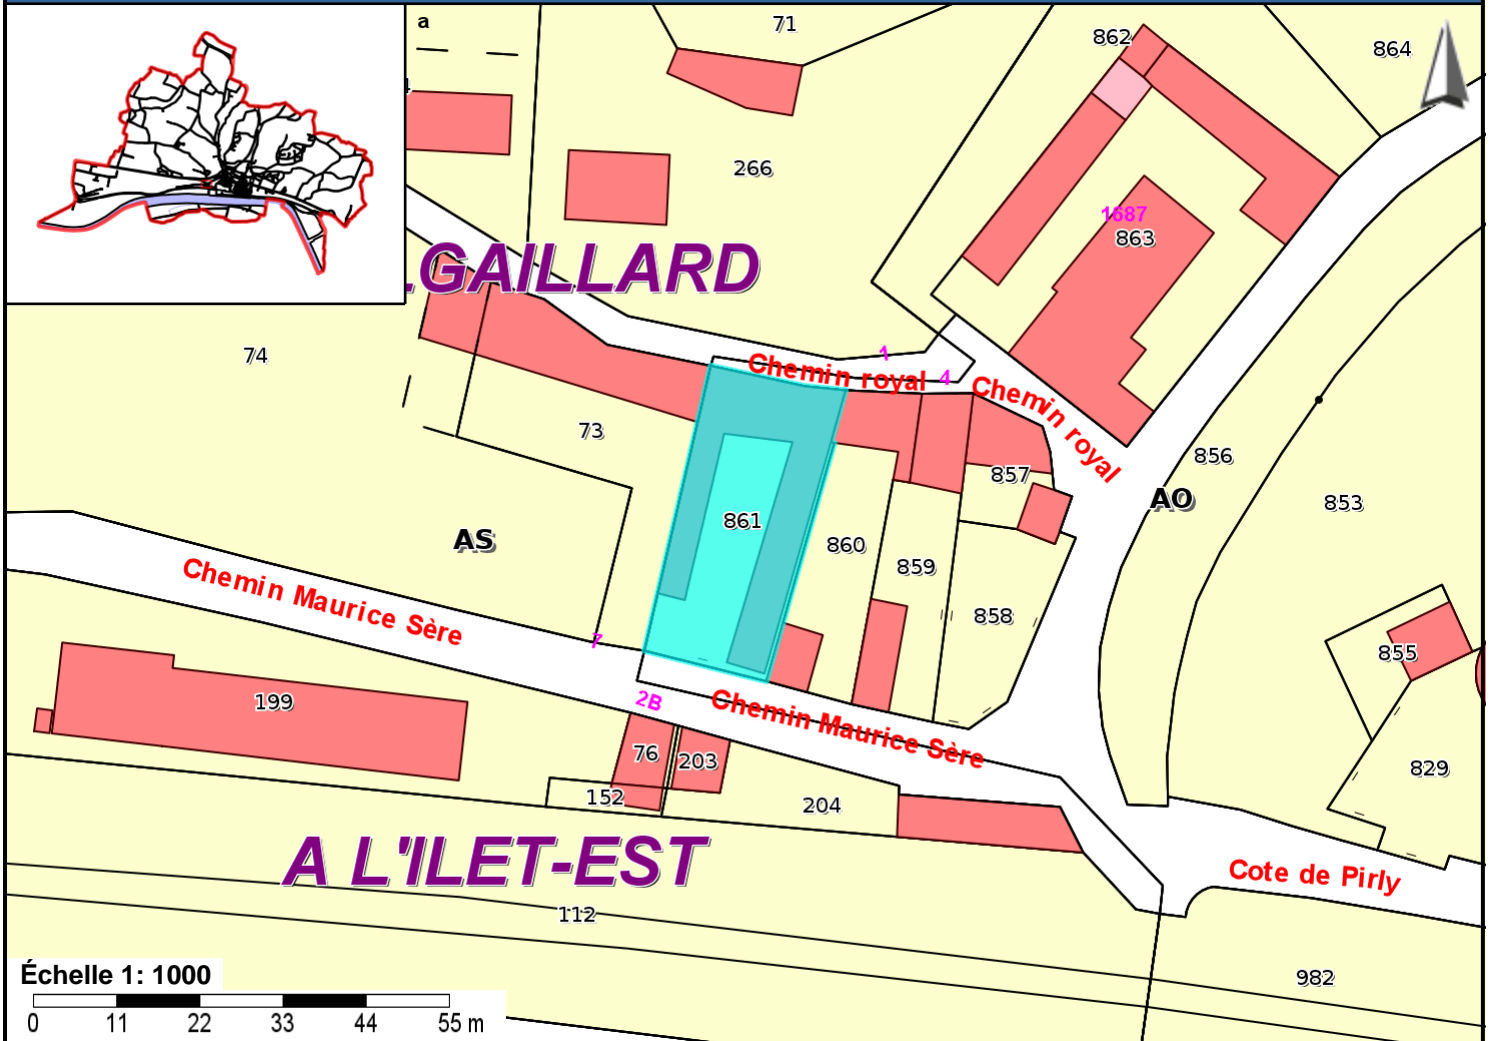 a
71
862
864
266
1687
863
.GAILLARD
74
1
Chemin royal
4
Chemin royal
73
857
856
AO
853
861
AS
860
859
Chemin Maurice Sère
858
7
855
199
2B
Chemin Maurice Sère
76
203
829
152
204
A L'ILET-EST
Cote de Pirly
112
Échelle 1: 1000
982
0 11 22 33 44 55 m